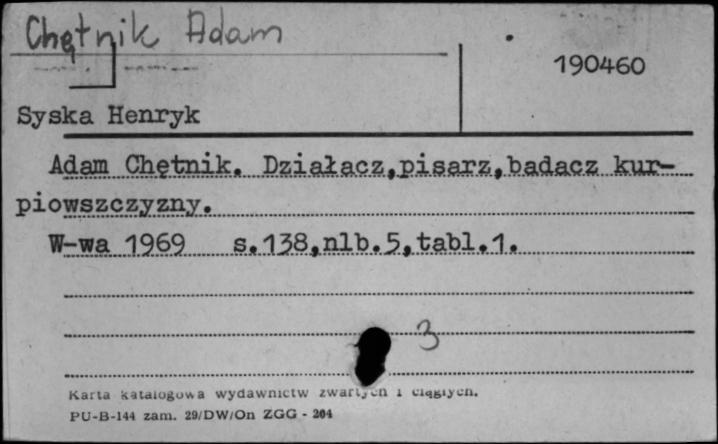 Chętnik Adam
190460
Syska Henryk
Adam Chętnik. Działacz,pisarz,badacz kur-
piowszczyzny.
W-wa 1969 s.138,nlb.5,tabl.1.
3
Karta katalogowa wydawnictw zwartych i ciągłych.
PU-B-144 zam. 29/DW/On ZGG - 204